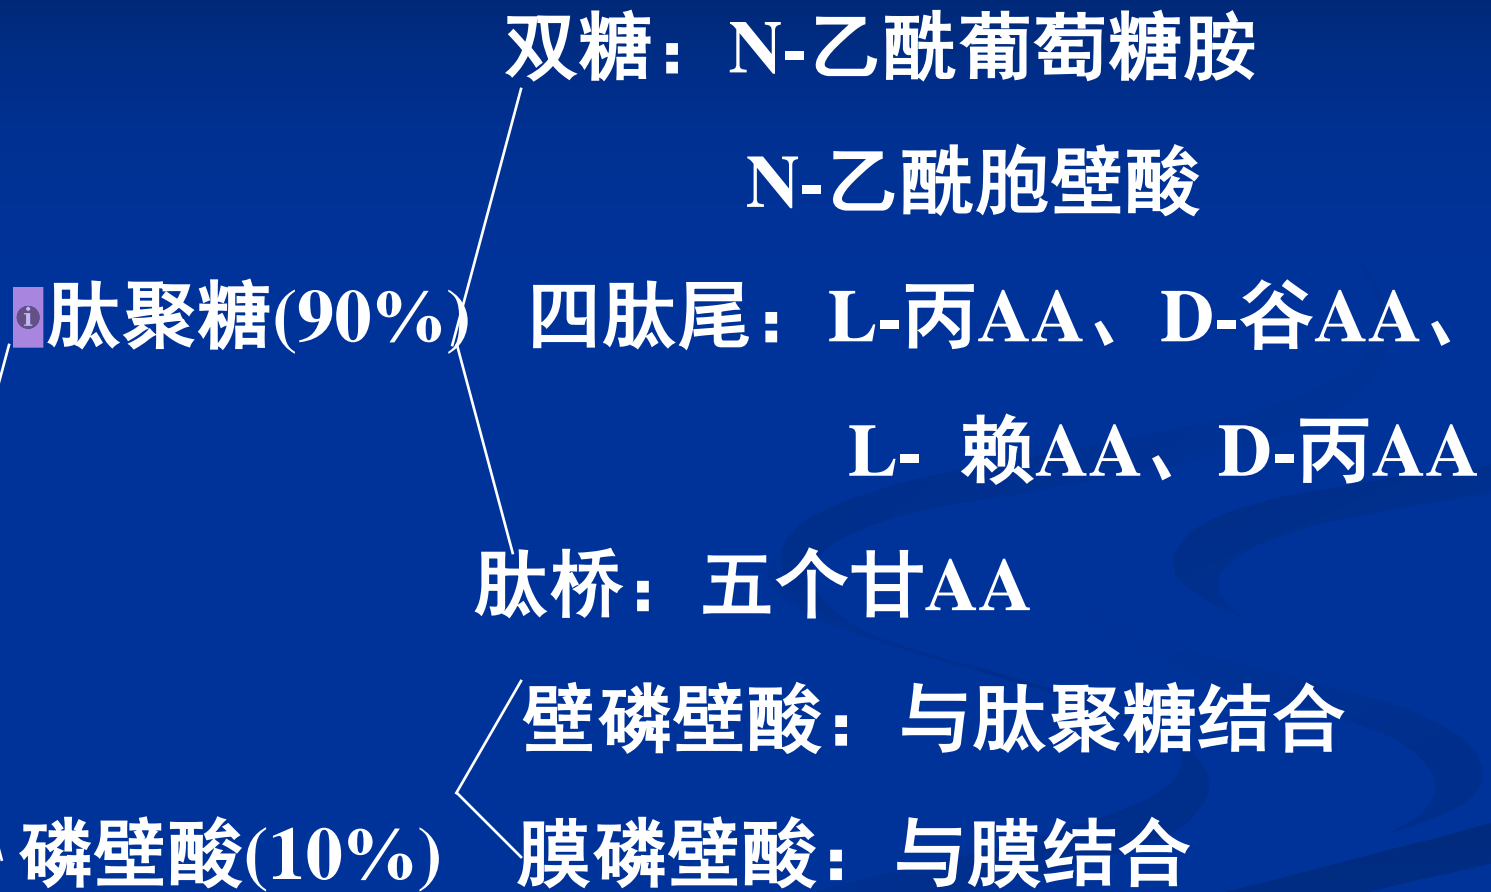 双糖：N-乙酰葡萄糖胺
N-乙酰胞壁酸
肽聚糖(90%) 四肽尾：L-丙AA、D-谷AA、
L- 赖AA、D-丙AA
肽桥：五个甘AA
壁磷壁酸：与肽聚糖结合
磷壁酸(10%) 膜磷壁酸：与膜结合